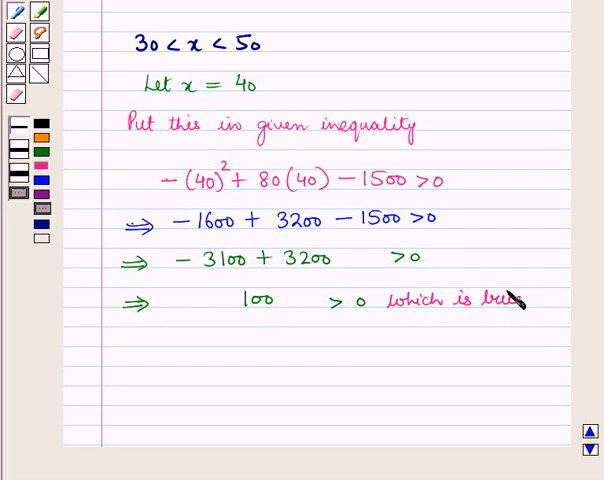 30 < x < 50
Let x = 40
Put this in given inequality
- (40)² + 80(40) - 1500 > 0
⇒ - 1600 + 3200 - 1500 > 0
⇒ - 3100 + 3200 > 0
⇒ 100 > 0 which is true